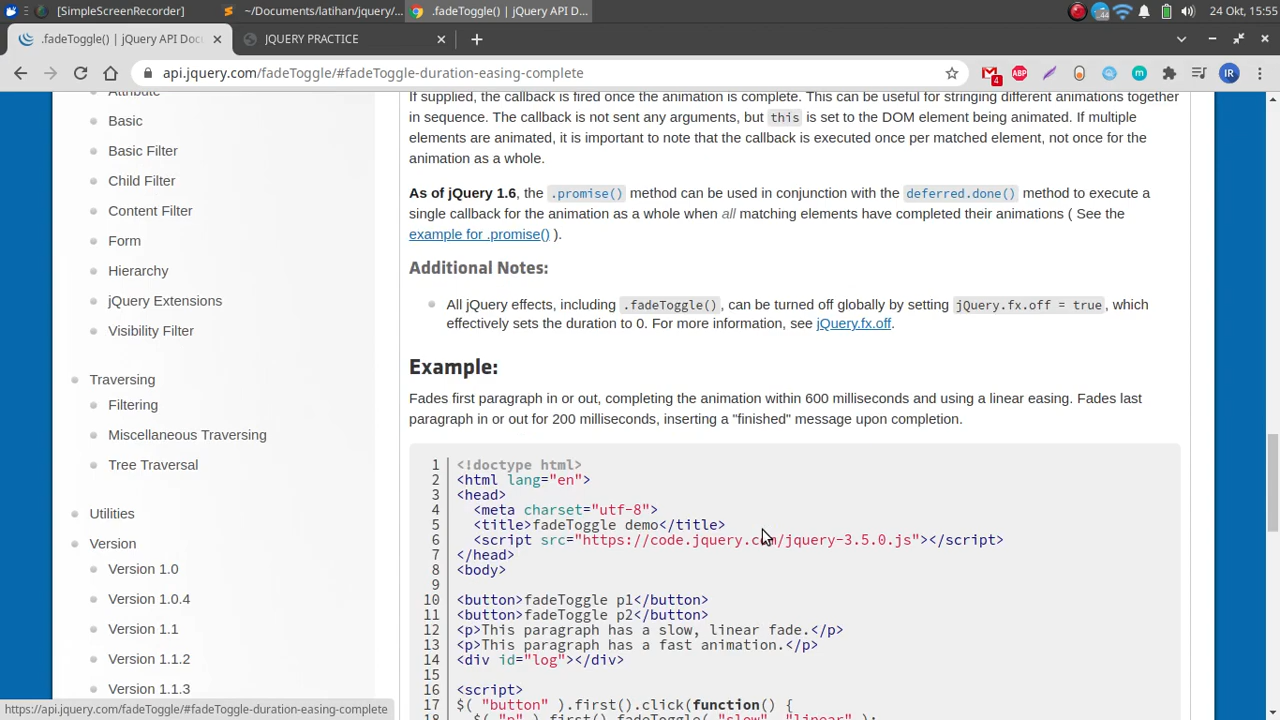 [SimpleScreenRecorder]
~/Documents/latihan/jquery/...
.fadeToggle() | jQuery API D...
44
24 Okt, 15:55
.fadeToggle() | jQuery API Doc
JQUERY PRACTICE
api.jquery.com/fadeToggle/#fadeToggle-duration-easing-complete
4
ABP
m
IR
Attribute
Basic
Basic Filter
Child Filter
Content Filter
Form
Hierarchy
jQuery Extensions
Visibility Filter
Traversing
Filtering
Miscellaneous Traversing
Tree Traversal
Utilities
Version
Version 1.0
Version 1.0.4
Version 1.1
Version 1.1.2
Version 1.1.3
If supplied, the callback is fired once the animation is complete. This can be useful for stringing different animations together
in sequence. The callback is not sent any arguments, but this is set to the DOM element being animated. If multiple
elements are animated, it is important to note that the callback is executed once per matched element, not once for the
animation as a whole.
As of jQuery 1.6, the .promise() method can be used in conjunction with the deferred.done() method to execute a
single callback for the animation as a whole when all matching elements have completed their animations ( See the
example for .promise() ).
Additional Notes:
All jQuery effects, including .fadeToggle(), can be turned off globally by setting jQuery.fx.off = true, which
effectively sets the duration to 0. For more information, see jQuery.fx.off.
Example:
Fades first paragraph in or out, completing the animation within 600 milliseconds and using a linear easing. Fades last
paragraph in or out for 200 milliseconds, inserting a "finished" message upon completion.
1 <!doctype html>
2 <html lang="en">
3 <head>
4 <meta charset="utf-8">
5 <title>fadeToggle demo</title>
6 <script src="https://code.jquery.com/jquery-3.5.0.js"></script>
7 </head>
8 <body>
9
10 <button>fadeToggle p1</button>
11 <button>fadeToggle p2</button>
12 <p>This paragraph has a slow, linear fade.</p>
13 <p>This paragraph has a fast animation.</p>
14 <div id="log"></div>
15
16 <script>
17 $( "button" ).first().click(function() {
18 $( "p" ).first().fadeToggle( "slow", "linear" );
https://api.jquery.com/fadeToggle/#fadeToggle-duration-easing-complete